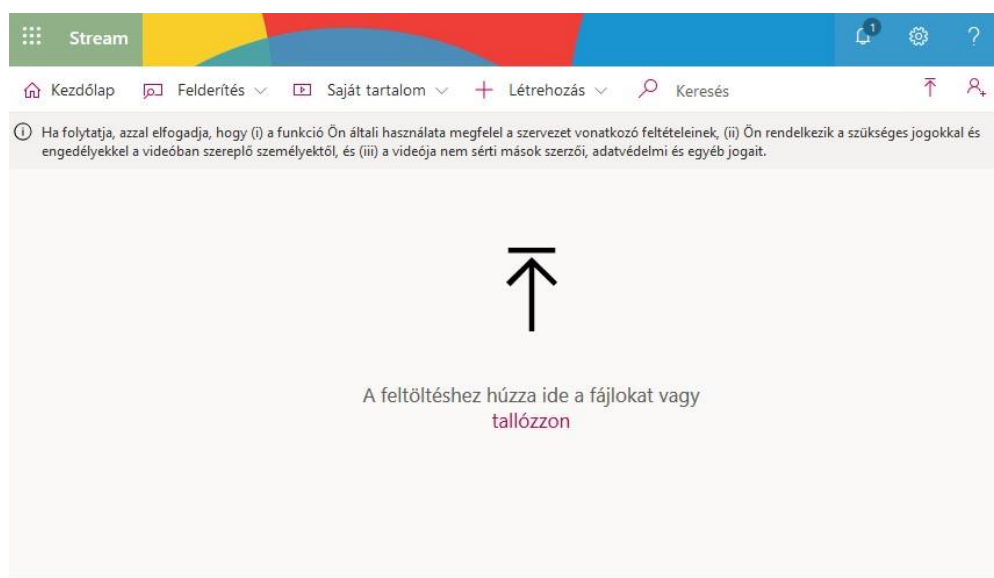 Stream
1
?
Kezdőlap Felderítés Saját tartalom Létrehozás Keresés
Ha folytatja, azzal elfogadja, hogy (i) a funkció Ön általi használata megfelel a szervezet vonatkozó feltételeinek, (ii) Ön rendelkezik a szükséges jogokkal és
engedélyekkel a videóban szereplő személyektől, és (iii) a videója nem sérti mások szerzői, adatvédelmi és egyéb jogait.
A feltöltéshez húzza ide a fájlokat vagy
tallózzon